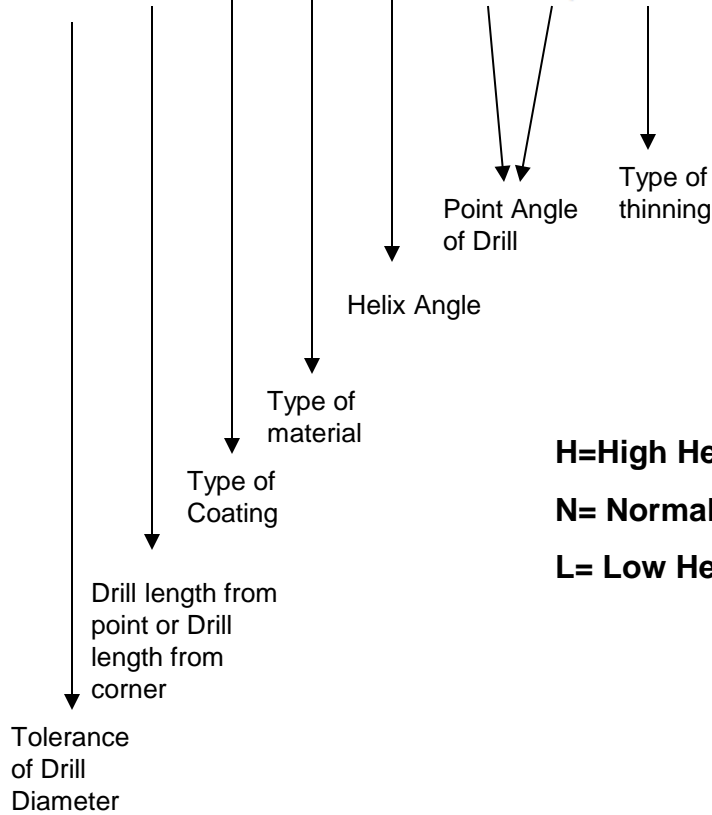 Type of
thinning
Point Angle
of Drill
Helix Angle
Type of
material
H=High He
N= Normal
L= Low He
Type of
Coating
Drill length from
point or Drill
length from
corner
Tolerance
of Drill
Diameter